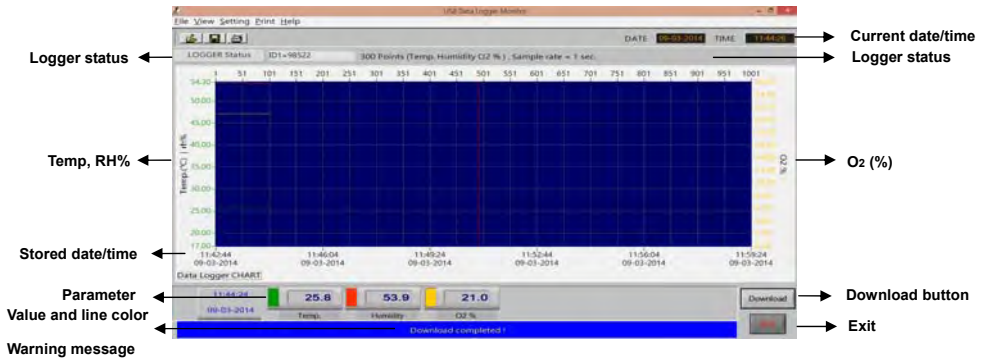 USB Data Logger Monitor
File View Setting Print Help
DATE 09-03-2014 TIME 11:44:26
Current date/time
Logger status
LOGGER Status ID1=98522 300 Points (Temp. Humidity O2 % ) , Sample rate = 1 sec.
Logger status
1 51 101 151 201 251 301 351 401 451 501 551 601 651 701 751 801 851 901 951 1001
54.30
50.00
45.00
Temp, RH%
Temp.(°C) | rh%
35.00
O2 %
O2 (%)
25.00
20.00
17.00
Stored date/time
11:42:44 11:46:04 11:49:24 11:52:44 11:56:04 11:59:24
09-03-2014 09-03-2014 09-03-2014 09-03-2014 09-03-2014 09-03-2014
Data Logger CHART
Parameter
Value and line color
11:44:24
09-03-2014
25.8 53.9 21.0
Temp. Humidity O2 %
Download
Download button
Exit
Download completed !
Warning message